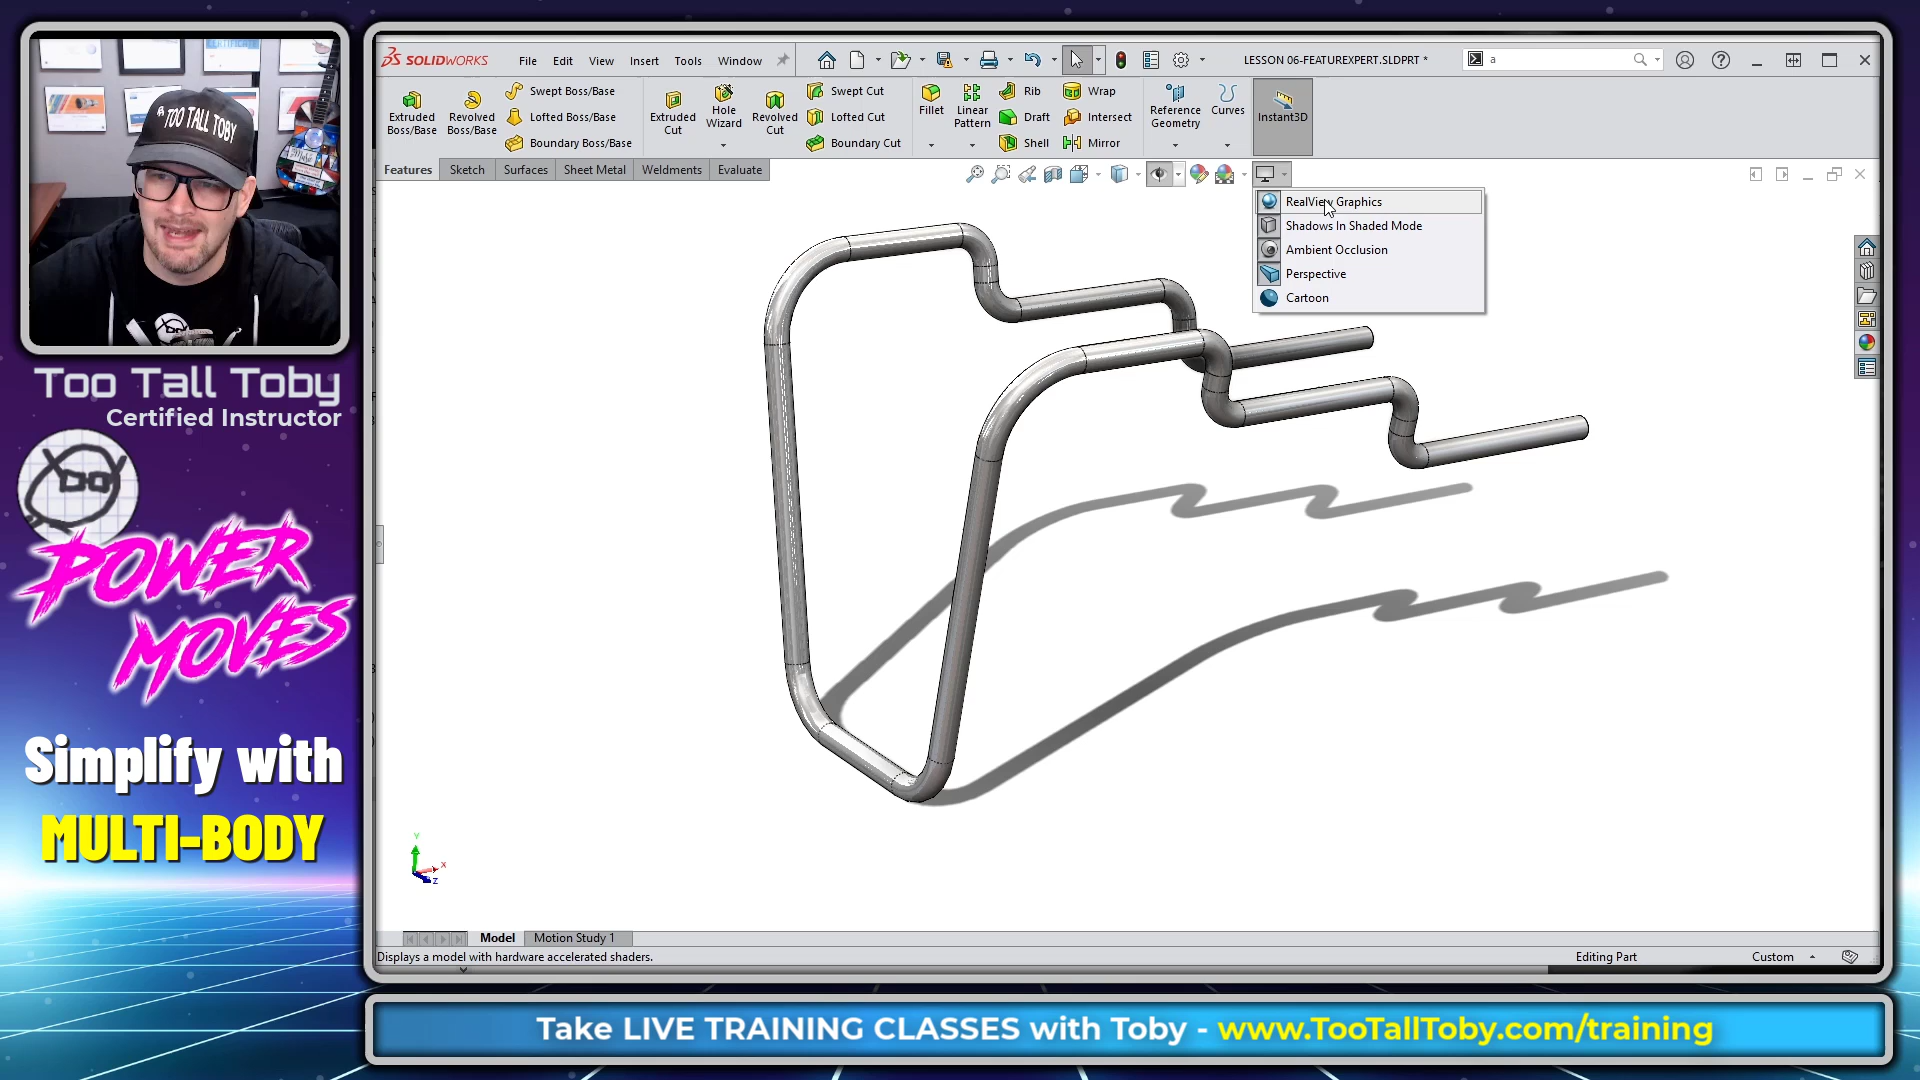 SOLIDWORKS
File
Edit
View
Insert
Tools
Window
LESSON 06-FEATUREXPERT.SLDPRT *
a
Extruded
Boss/Base
Revolved
Boss/Base
Swept Boss/Base
Lofted Boss/Base
Boundary Boss/Base
Extruded
Cut
Hole
Wizard
Revolved
Cut
Swept Cut
Lofted Cut
Boundary Cut
Fillet
Linear
Pattern
Rib
Draft
Shell
Wrap
Intersect
Mirror
Reference
Geometry
Curves
Instant3D
Features
Sketch
Surfaces
Sheet Metal
Weldments
Evaluate
RealView Graphics
Shadows In Shaded Mode
Ambient Occlusion
Perspective
Cartoon
TOO TALL TOBY
Too Tall Toby
Certified Instructor
POWER
MOVES
Simplify with
MULTI-BODY
Y
X
Z
Model
Motion Study 1
Displays a model with hardware accelerated shaders.
Editing Part
Custom
Take LIVE TRAINING CLASSES with Toby - www.TooTallToby.com/training